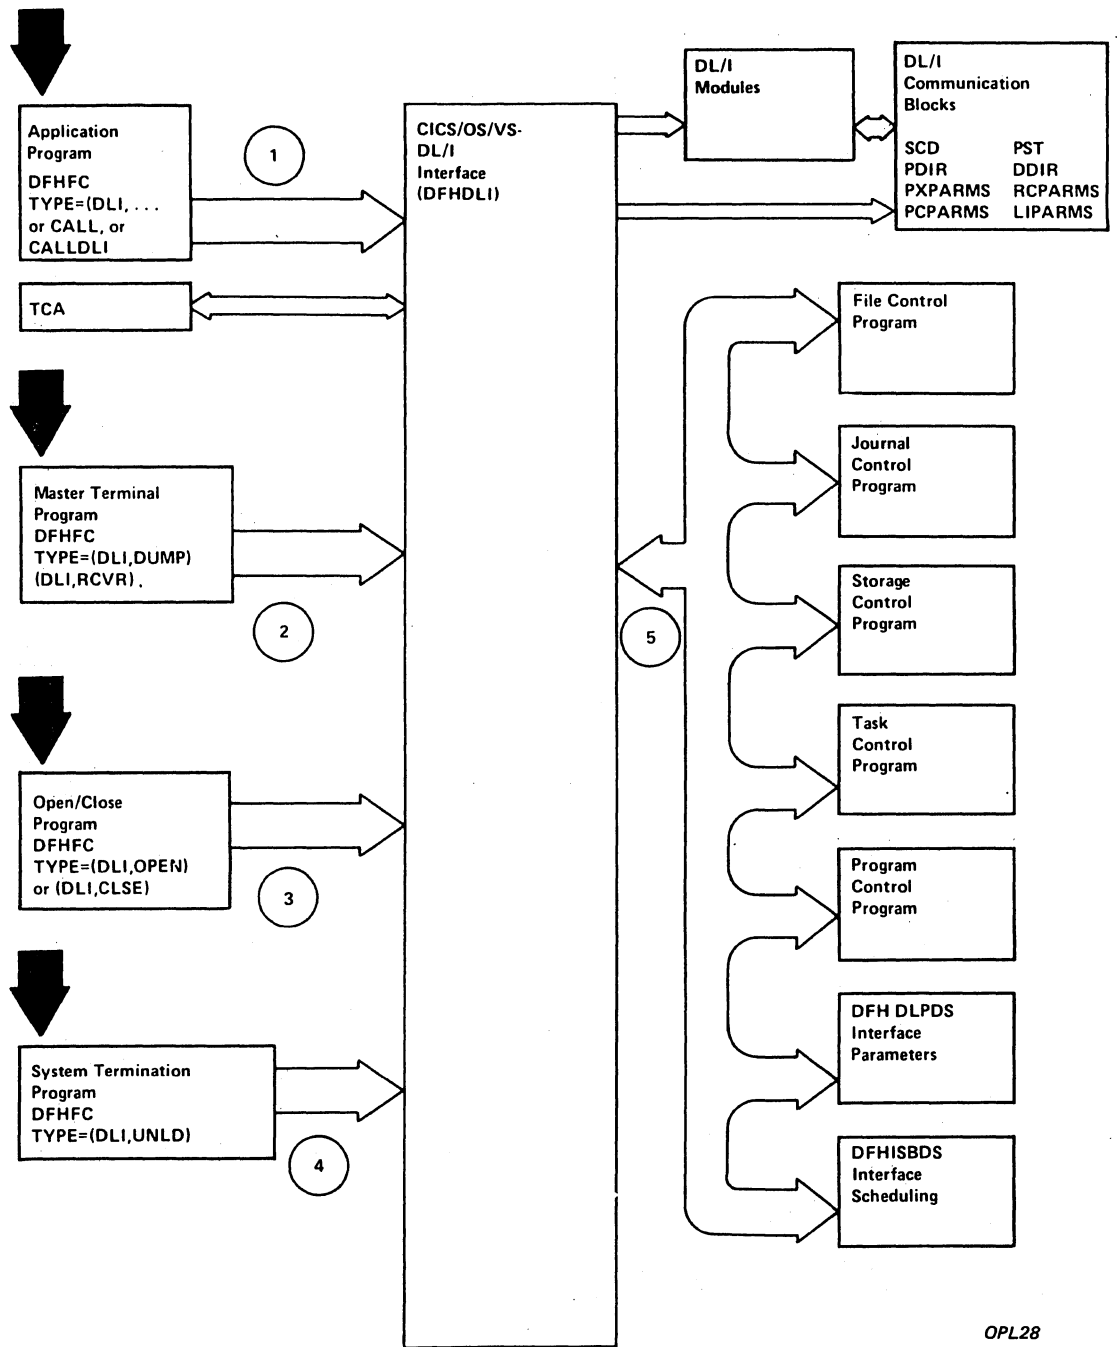 Application
Program
DFHFC
TYPE=(DLI, ...
or CALL, or
CALLDLI
1
TCA
Master Terminal
Program
DFHFC
TYPE=(DLI,DUMP)
(DLI,RCVR).
2
Open/Close
Program
DFHFC
TYPE=(DLI,OPEN)
or (DLI,CLSE)
3
System Termination
Program
DFHFC
TYPE=(DLI,UNLD)
4
CICS/OS/VS-
DL/I
Interface
(DFHDLI)
5
DL/I
Modules
DL/I
Communication
Blocks
SCD PST
PDIR DDIR
PXPARMS RCPARMS
PCPARMS LIPARMS
File Control
Program
Journal
Control
Program
Storage
Control
Program
Task
Control
Program
Program
Control
Program
DFH DLPDS
Interface
Parameters
DFHISBDS
Interface
Scheduling
OPL28